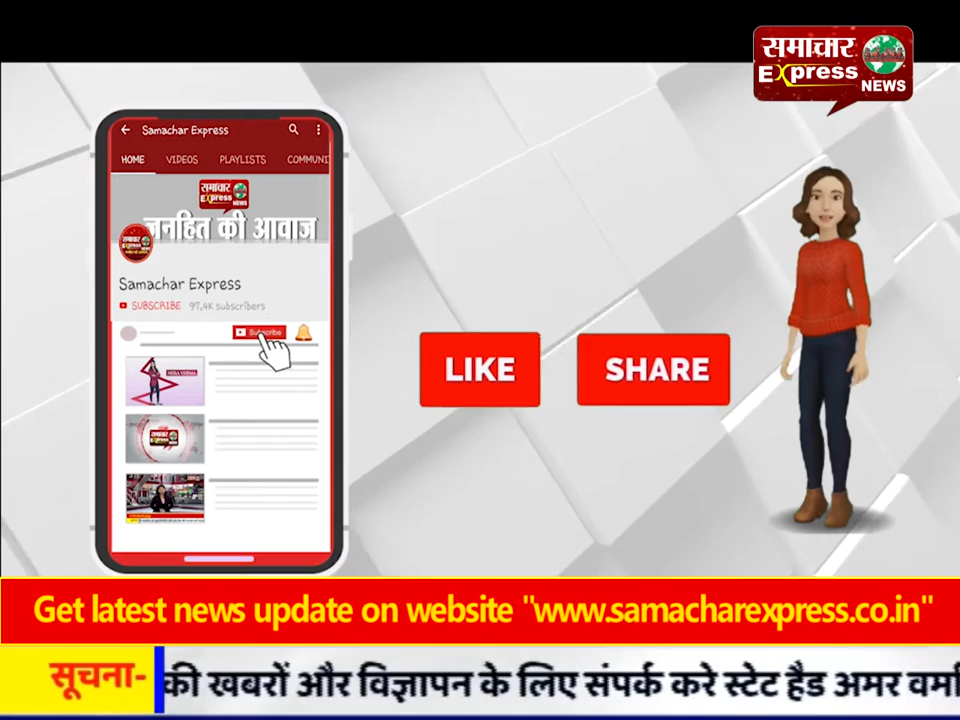 समाचार
Express
NEWS
Samachar Express
HOME VIDEOS PLAYLISTS COMMUNI
समाचार
Express
NEWS
जनहित की आवाज
Samachar Express
SUBSCRIBE 97.4K subscribers
Subscribe
LIKE
SHARE
Get latest news update on website "www.samacharexpress.co.in"
सूचना- की खबरों और विज्ञापन के लिए संपर्क करे स्टेट हैड अमर वर्मा